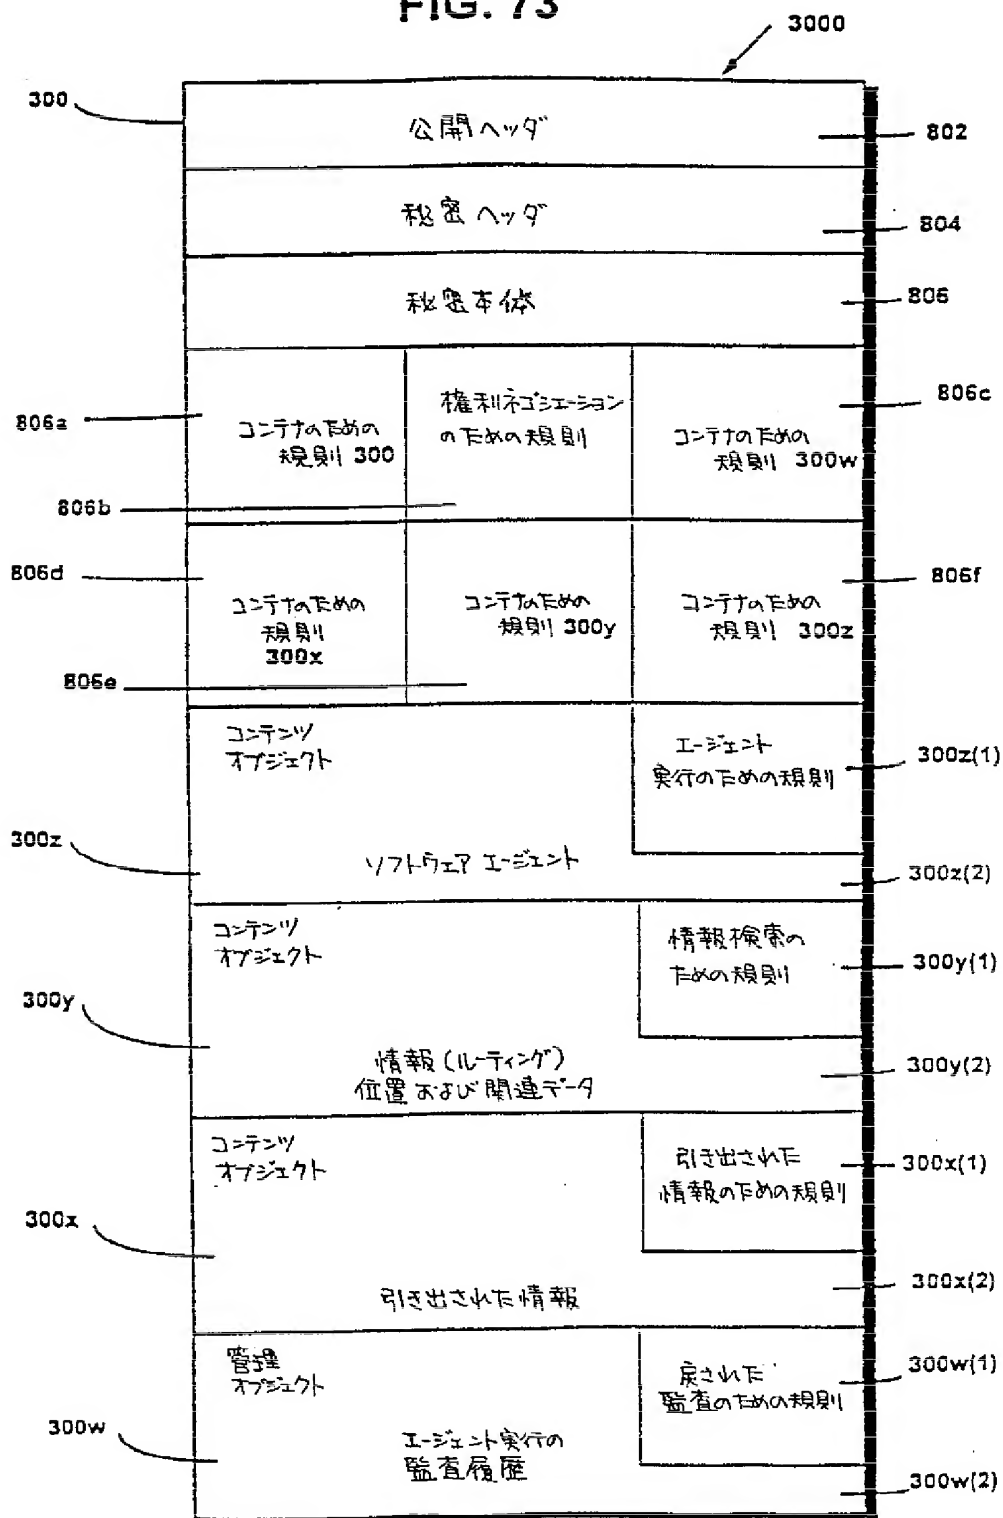 FIG. 73
3000
300
公開ヘッダ
802
秘密ヘッダ
804
秘密本体
806
806a
コンテナのための
規則 300
権利ネゴシエーション
のための規則
806b
コンテナのための
規則 300w
806c
806d
コンテナのための
規則
300x
コンテナのための
規則 300y
806e
コンテナのための
規則 300z
806f
コンテンツ
オブジェクト
エージェント
実行のための規則
300z(1)
300z
ソフトウェア エージェント
300z(2)
コンテンツ
オブジェクト
情報検索の
ための規則
300y(1)
300y
情報(ルーティング)
位置および関連データ
300y(2)
コンテンツ
オブジェクト
引き出された
情報のための規則
300x(1)
300x
引き出された情報
300x(2)
管理
オブジェクト
戻された
監査のための規則
300w(1)
300w
エージェント実行の
監査履歴
300w(2)